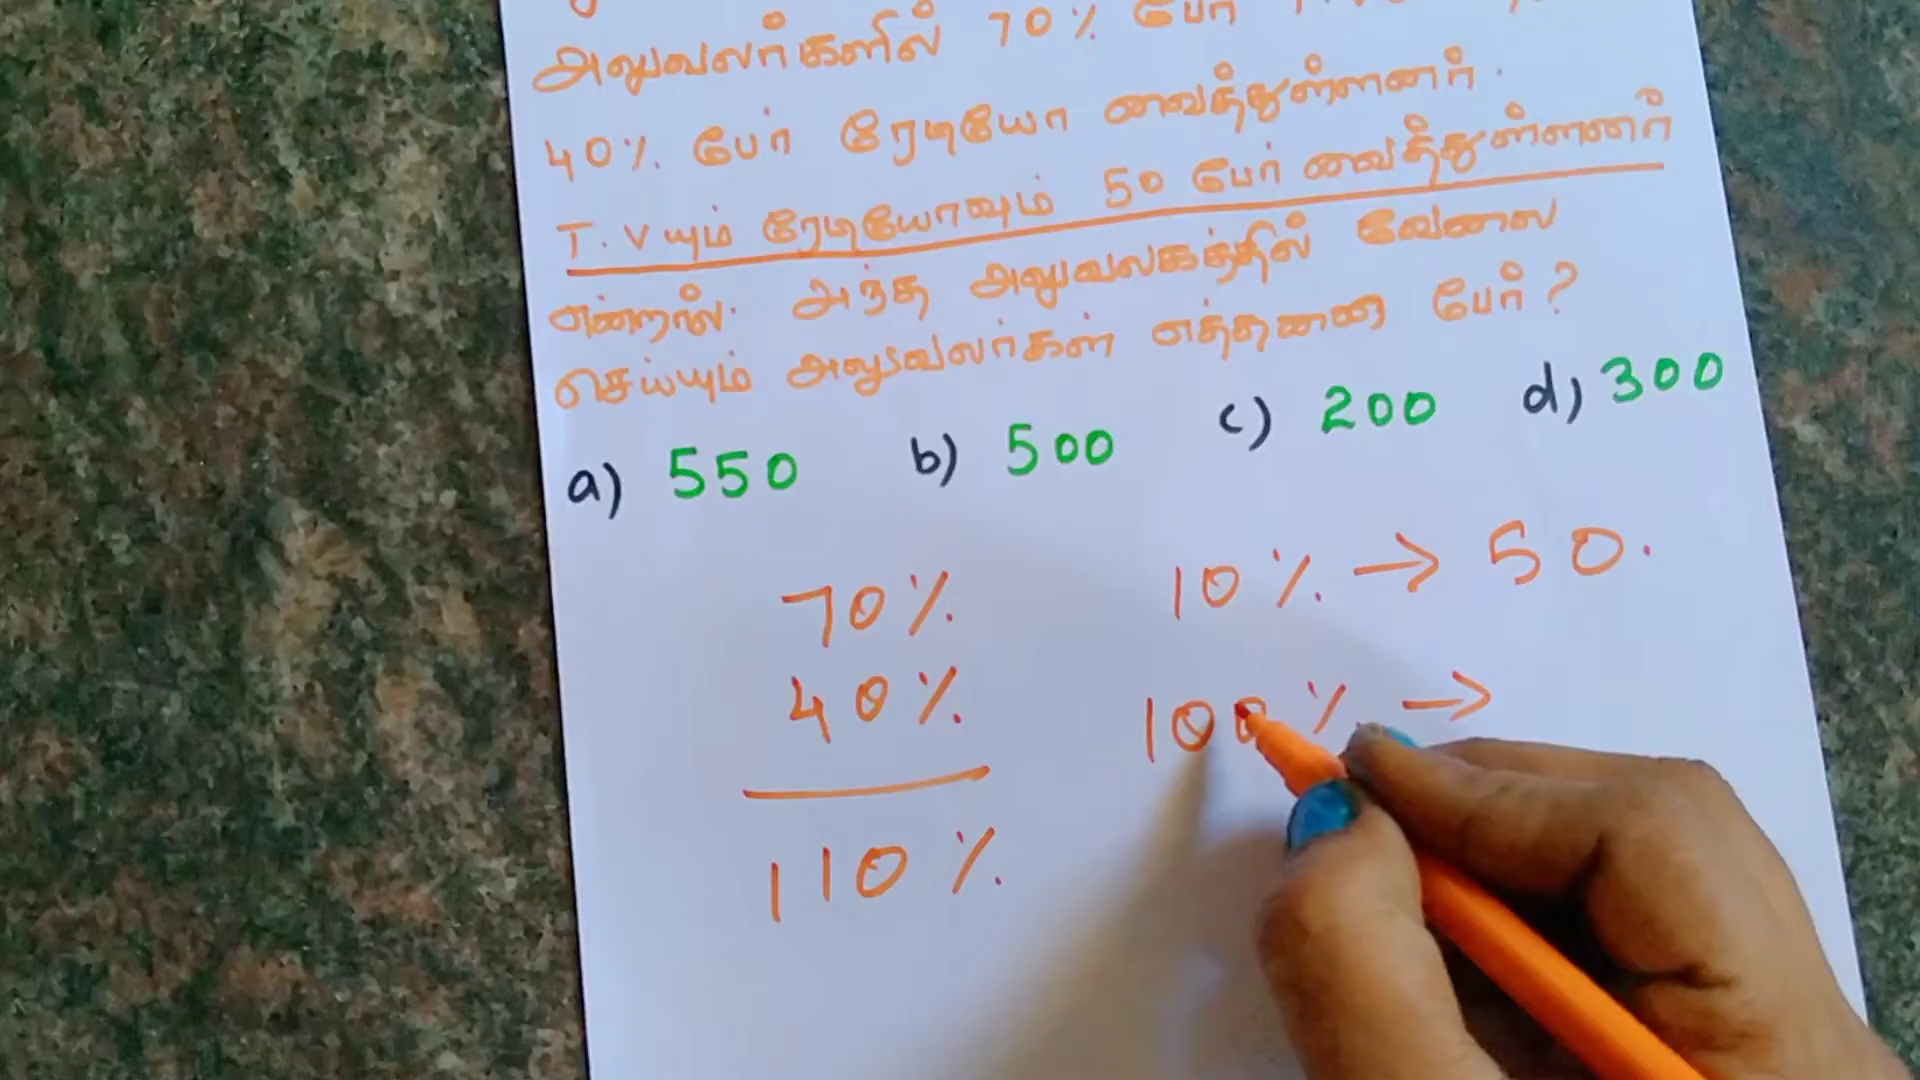 அலுவலர்களில் 70% பேர்
40% பேர் ரேடியோ வைத்துள்ளனர்.
T.Vயும் ரேடியோவும் 50 பேர் வைத்துள்ளனர்
என்றால். அந்த அலுவலகத்தில் வேலை
செய்யும் அலுவலர்கள் எத்தனை பேர்?
a) 550 b) 500 c) 200 d) 300
70% 10% → 50.
40% 100% →
110%